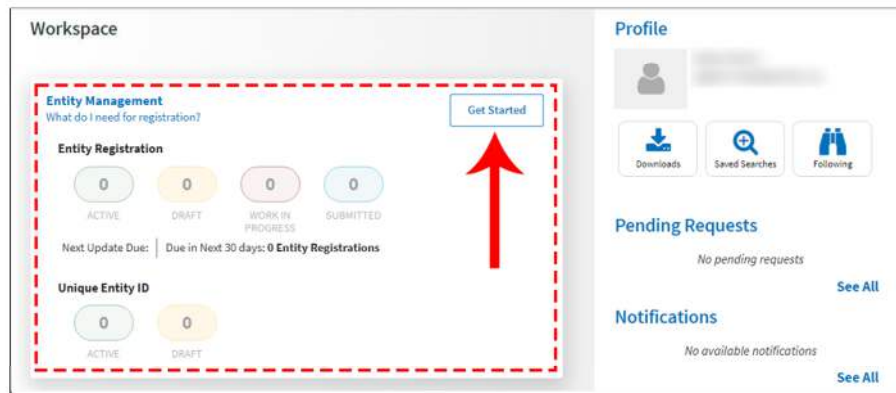 Workspace
Entity Management
What do I need for registration?
Get Started
Entity Registration
0 0 0 0
ACTIVE DRAFT WORK IN PROGRESS SUBMITTED
Next Update Due: Due in Next 30 days: 0 Entity Registrations
Unique Entity ID
0 0
ACTIVE DRAFT
Profile
Downloads Saved Searches Following
Pending Requests
No pending requests
See All
Notifications
No available notifications
See All